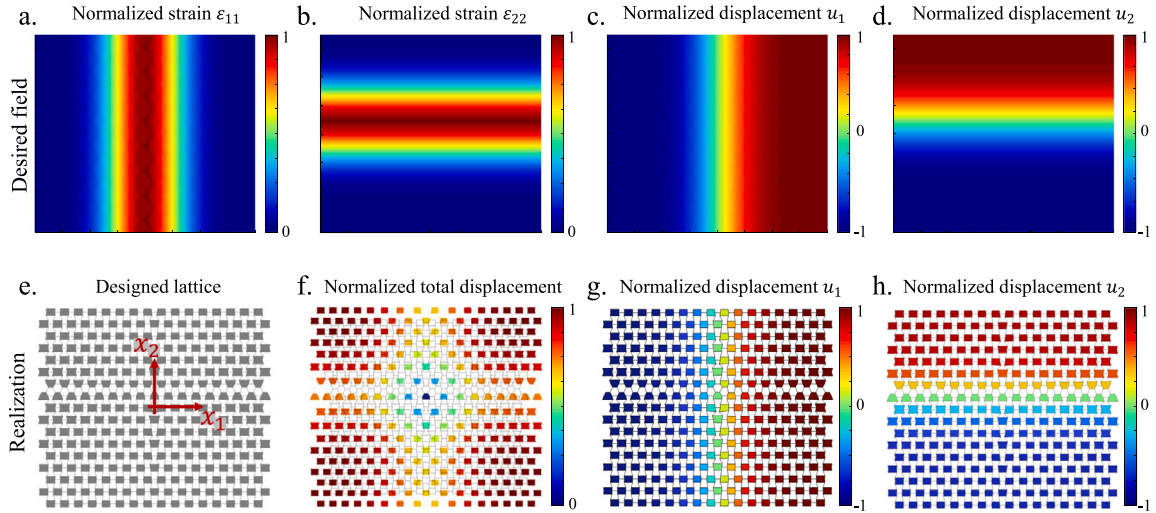 a. Normalized strain ε₁₁
b. Normalized strain ε₂₂
c. Normalized displacement u₁
d. Normalized displacement u₂
Desired field
1
0
1
0
1
0
-1
1
0
-1
e. Designed lattice
f. Normalized total displacement
g. Normalized displacement u₁
h. Normalized displacement u₂
Realization
x₂
x₁
1
0
1
0
-1
1
0
-1